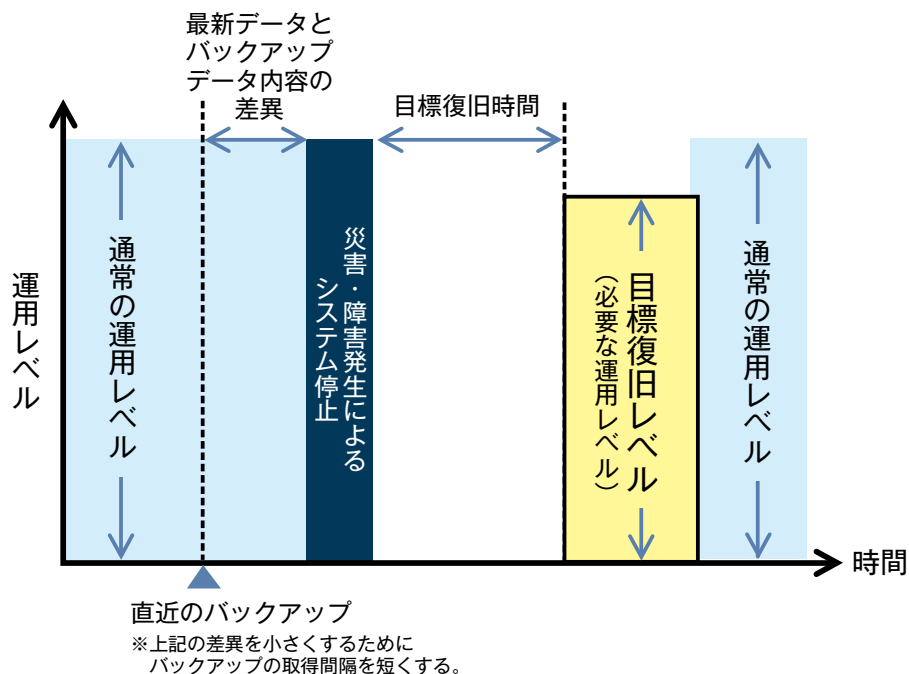 最新データと
バックアップ
データ内容の
差異
目標復旧時間
運用レベル
通常の運用レベル
災害・障害発生による
システム停止
目標復旧レベル
（必要な運用レベル）
通常の運用レベル
時間
直近のバックアップ
※上記の差異を小さくするために
バックアップの取得間隔を短くする。